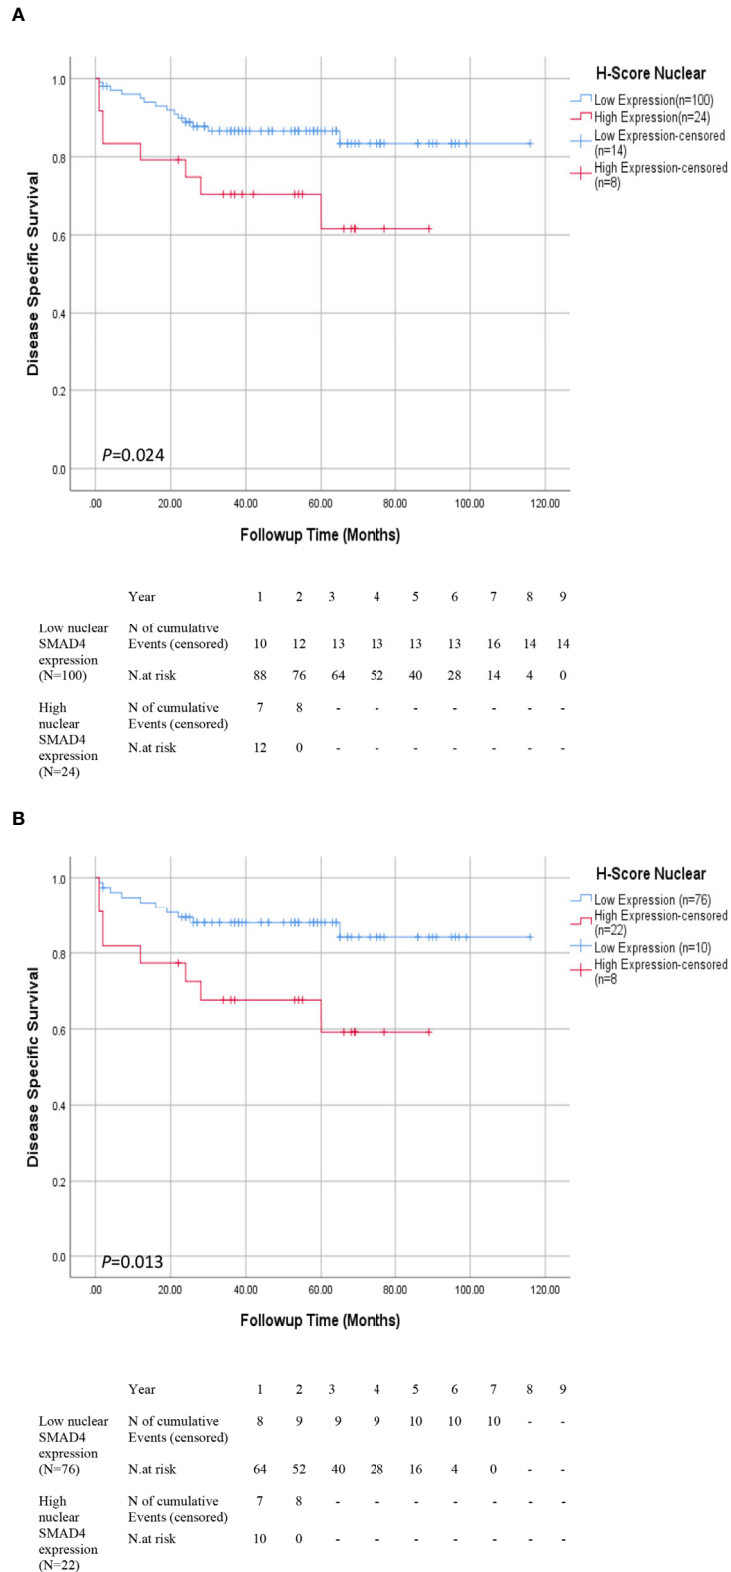 A
H-Score Nuclear
Low Expression(n=100)
High Expression(n=24)
Low Expression-censored
(n=14)
High Expression-censored
(n=8)
Disease Specific Survival
1.0
0.8
0.6
0.4
0.2
0.0
P=0.024
.00 20.00 40.00 60.00 80.00 100.00 120.00
Followup Time (Months)
Year 1 2 3 4 5 6 7 8 9
Low nuclear N of cumulative
SMAD4 Events (censored) 10 12 13 13 13 13 16 14 14
expression
(N=100) N.at risk 88 76 64 52 40 28 14 4 0
High N of cumulative 7 8 - - - - - - -
nuclear Events (censored)
SMAD4 N.at risk 12 0 - - - - - - -
expression
(N=24)
B
H-Score Nuclear
Low Expression (n=76)
High Expression-censored
(n=22)
Low Expression (n=10)
High Expression-censored
(n=8
Disease Specific Survival
1.0
0.8
0.6
0.4
0.2
0.0
P=0.013
.00 20.00 40.00 60.00 80.00 100.00 120.00
Followup Time (Months)
Year 1 2 3 4 5 6 7 8 9
Low nuclear N of cumulative 8 9 9 9 10 10 10 - -
SMAD4 Events (censored)
expression
(N=76) N.at risk 64 52 40 28 16 4 0 - -
High N of cumulative 7 8 - - - - - - -
nuclear Events (censored)
SMAD4 N.at risk 10 0 - - - - - - -
expression
(N=22)